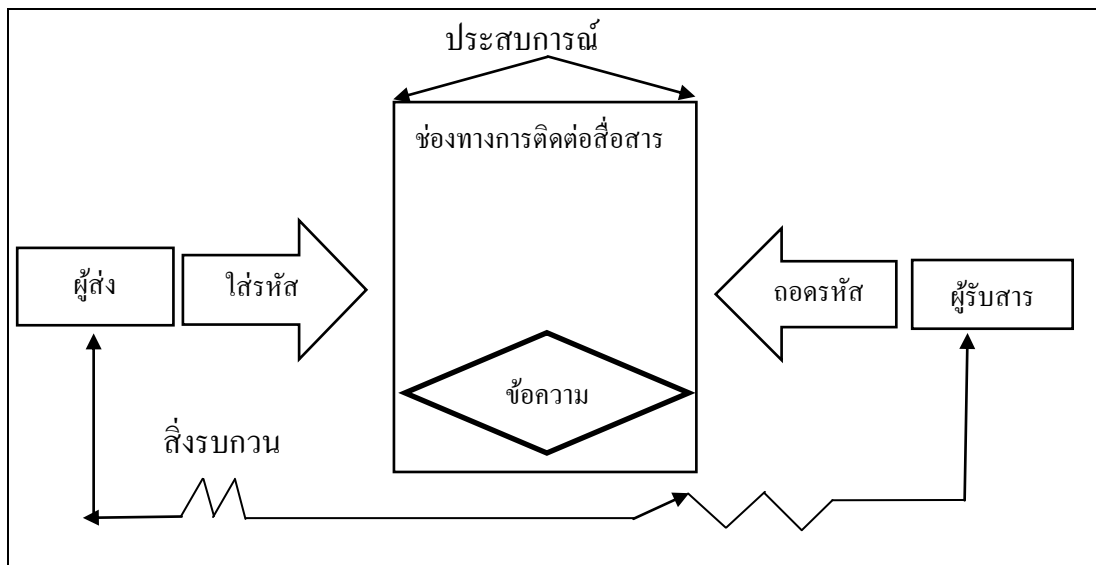 ประสบการณ์
ช่องทางการติดต่อสื่อสาร
ผู้ส่ง
ใส่รหัส
ถอดรหัส
ผู้รับสาร
ข้อความ
สิ่งรบกวน